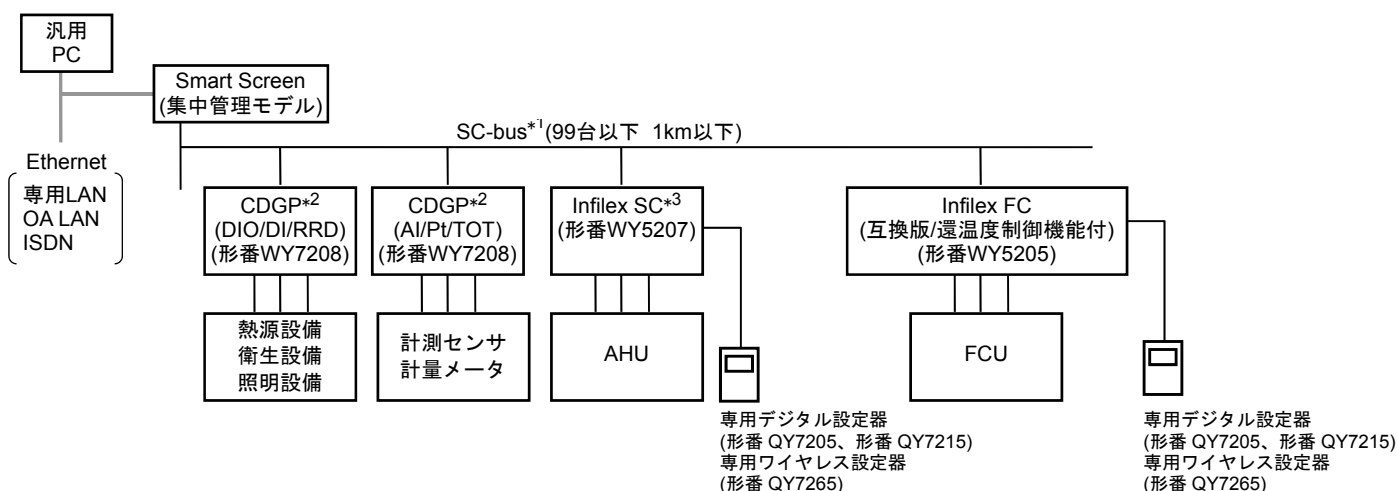 汎用
PC
Smart Screen
(集中管理モデル)
SC-bus*1(99台以下 1km以下)
Ethernet
専用LAN
OA LAN
ISDN
CDGP*2
(DIO/DI/RRD)
(形番WY7208)
CDGP*2
(AI/Pt/TOT)
(形番WY7208)
Infilex SC*3
(形番WY5207)
Infilex FC
(互換版/還温度制御機能付)
(形番WY5205)
熱源設備
衛生設備
照明設備
計測センサ
計量メータ
AHU
FCU
専用デジタル設定器
(形番 QY7205、形番 QY7215)
専用ワイヤレス設定器
(形番 QY7265)
専用デジタル設定器
(形番 QY7205、形番 QY7215)
専用ワイヤレス設定器
(形番 QY7265)